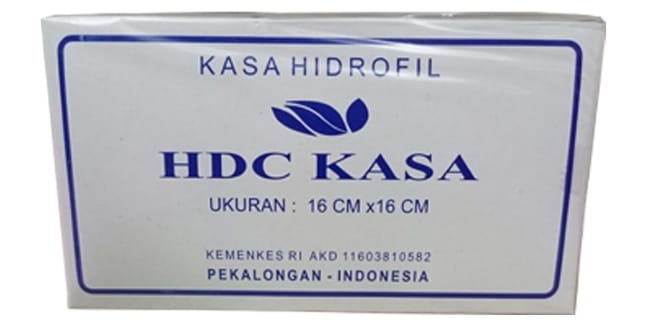 KASA HIDROFIL
HDC KASA
UKURAN : 16 CM x16 CM
KEMENKES RI AKD 11603810582
PEKALONGAN - INDONESIA